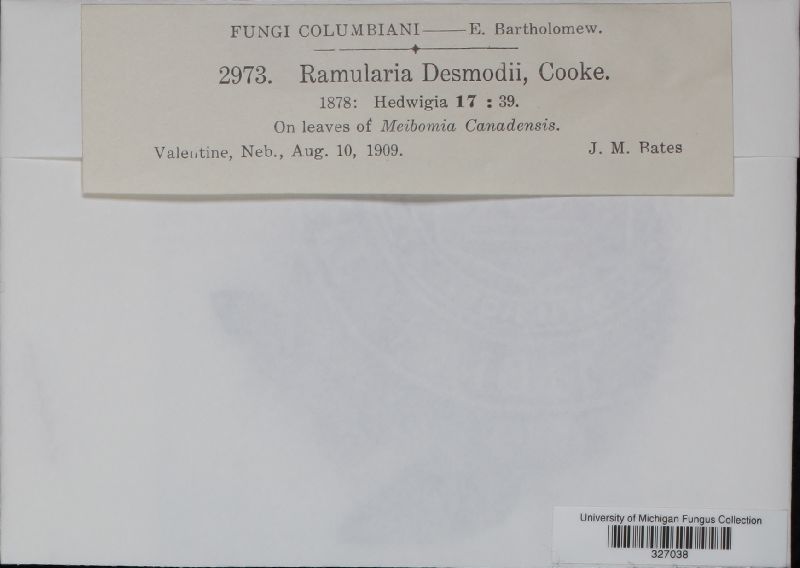 FUNGI COLUMBIANI——E. Bartholomew.
2973. Ramularia Desmodii, Cooke.
1878: Hedwigia 17 : 39.
On leaves of Meibomia Canadensis.
Valentine, Neb., Aug. 10, 1909. J. M. Bates
University of Michigan Fungus Collection
327038